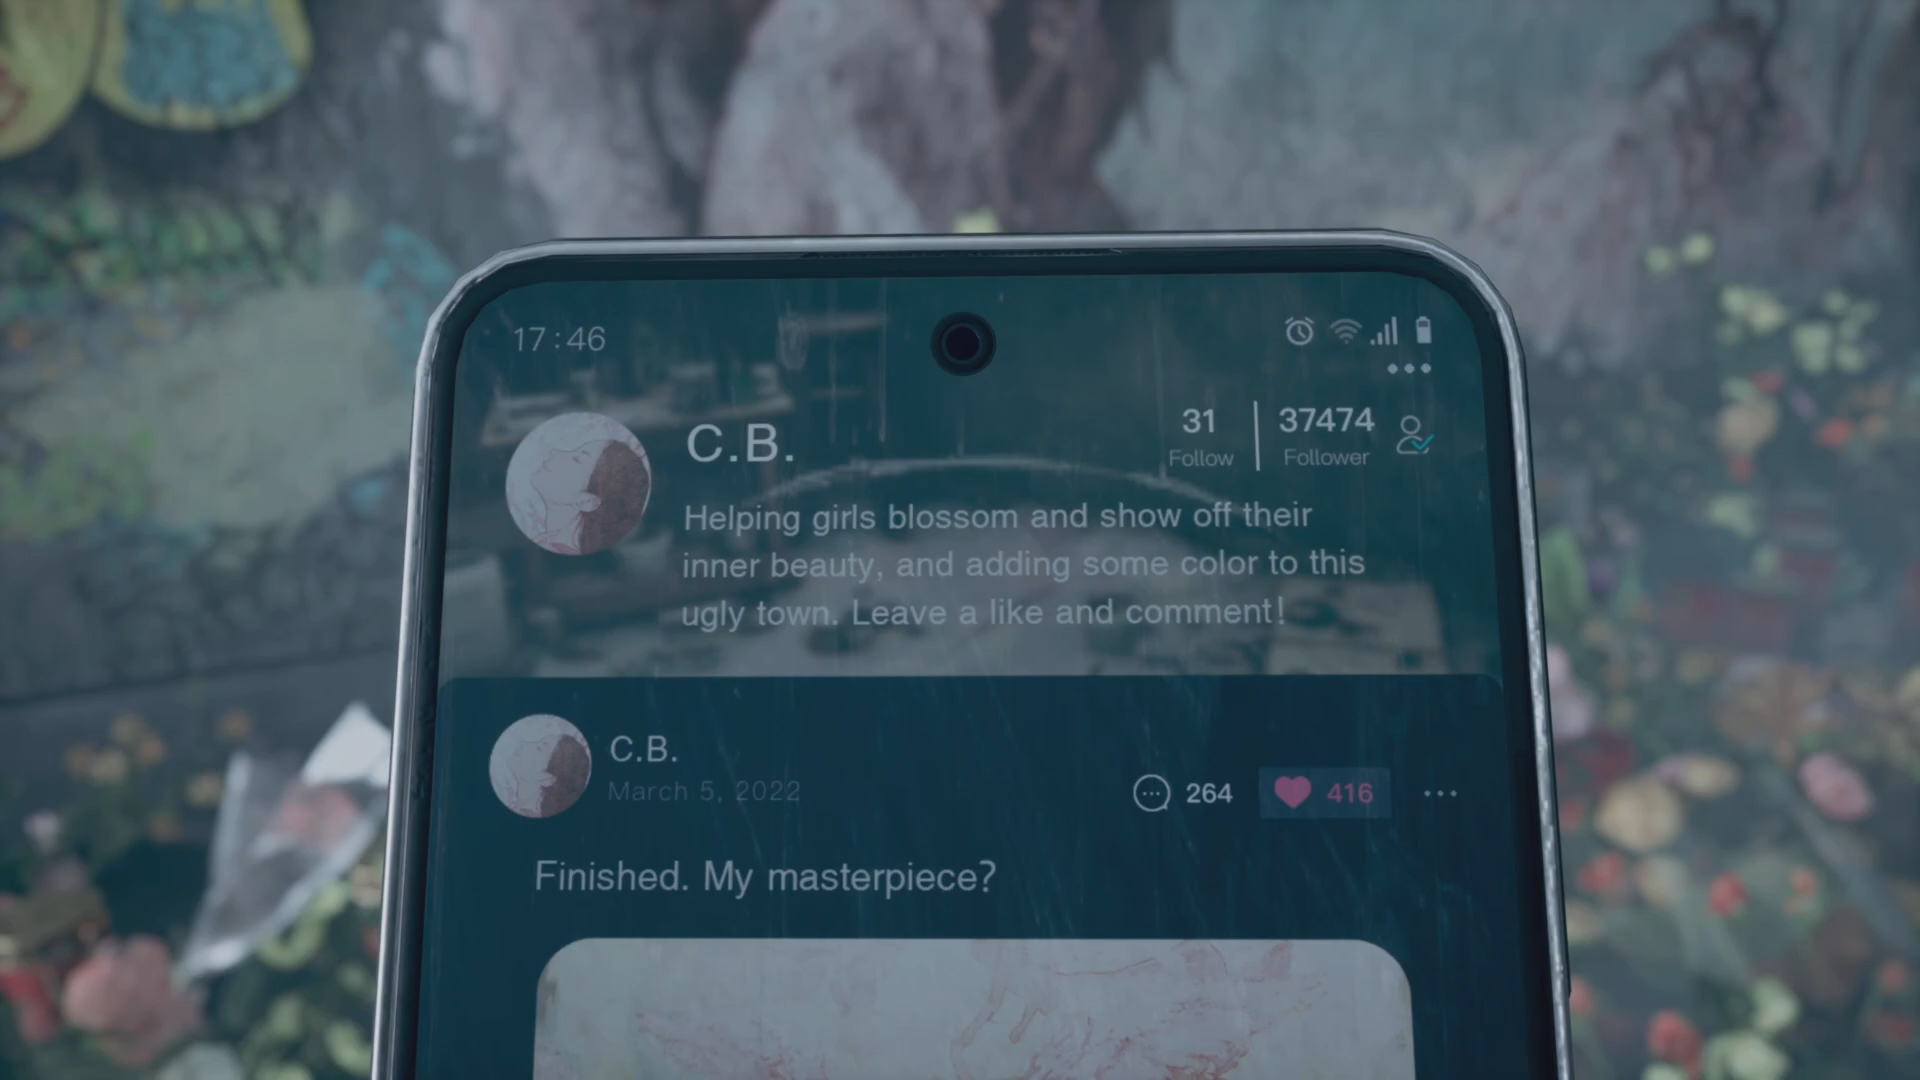 17:46
C.B.
31
Follow
37474
Follower
Helping girls blossom and show off their
inner beauty, and adding some color to this
ugly town. Leave a like and comment!
C.B.
March 5, 2022
264
416
Finished. My masterpiece?